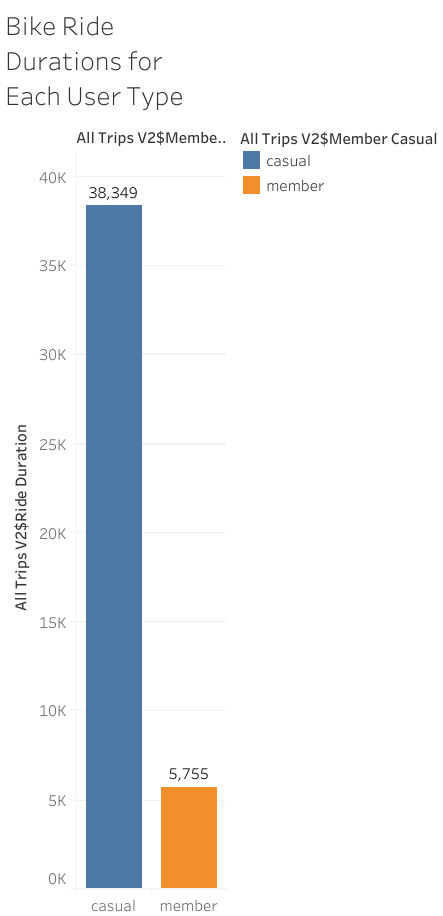 Bike Ride
Durations for
Each User Type
All Trips V2$Membe..
All Trips V2$Member Casual
casual
member
40K
38,349
35K
30K
25K
All Trips V2$Ride Duration
20K
15K
10K
5,755
5K
0K
casual
member